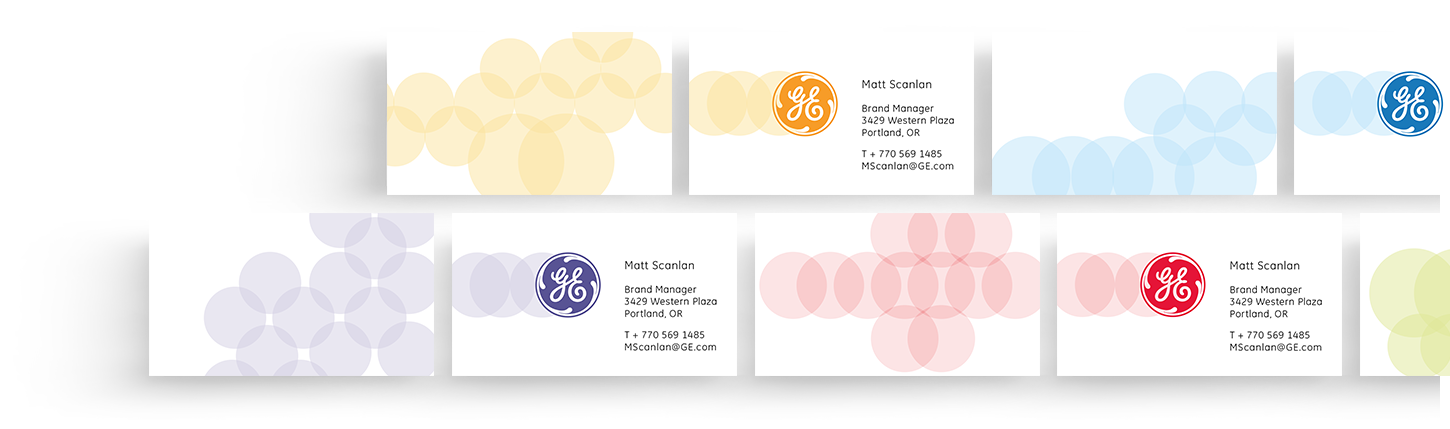 GE
Matt Scanlan
Brand Manager
3429 Western Plaza
Portland, OR
T + 770 569 1485
MScanlan@GE.com
GE
GE
Matt Scanlan
Brand Manager
3429 Western Plaza
Portland, OR
T + 770 569 1485
MScanlan@GE.com
GE
Matt Scanlan
Brand Manager
3429 Western Plaza
Portland, OR
T + 770 569 1485
MScanlan@GE.com